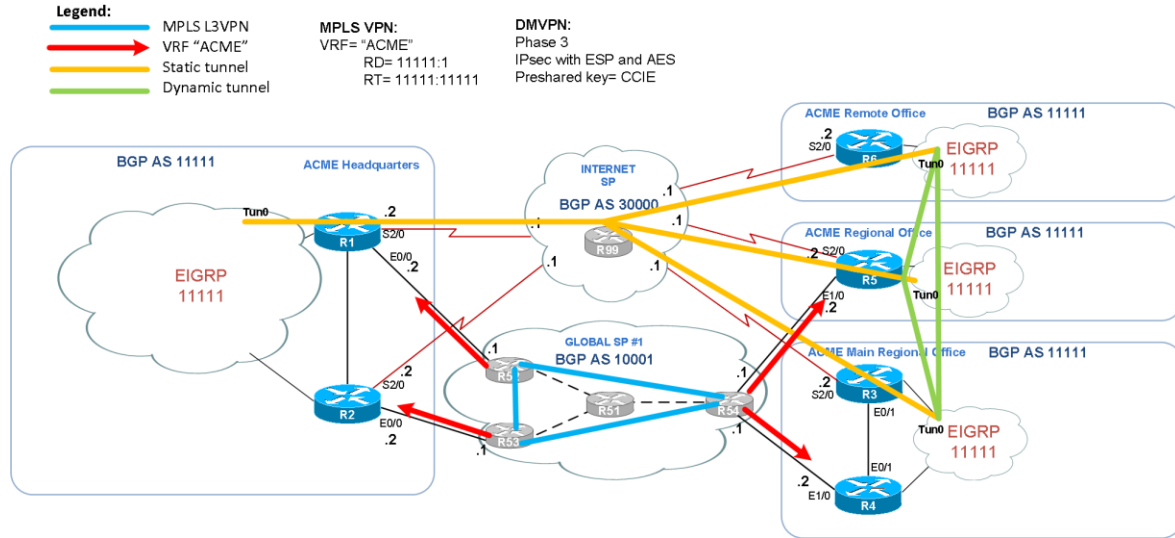 Legend:
MPLS L3VPN
VRF "ACME"
Static tunnel
Dynamic tunnel
MPLS VPN:
VRF= "ACME"
RD= 11111:1
RT= 11111:11111
DMVPN:
Phase 3
IPsec with ESP and AES
Preshared key= CCIE
BGP AS 11111
ACME Headquarters
Tun0
EIGRP
11111
R1
.2
S2/0
E0/0
.2
R2
.2
S2/0
E0/0
.2
INTERNET
SP
BGP AS 30000
R99
.1
.1
.1
.1
.1
GLOBAL SP #1
BGP AS 10001
R52
.1
R53
.1
R51
R54
.1
.1
ACME Remote Office
BGP AS 11111
.2
S2/0
R6
Tun0
EIGRP
11111
ACME Regional Office
BGP AS 11111
.2
S2/0
R5
E1/0
.2
Tun0
EIGRP
11111
ACME Main Regional Office
BGP AS 11111
.2
S2/0
R3
E0/1
Tun0
EIGRP
11111
E0/1
.2
E1/0
R4